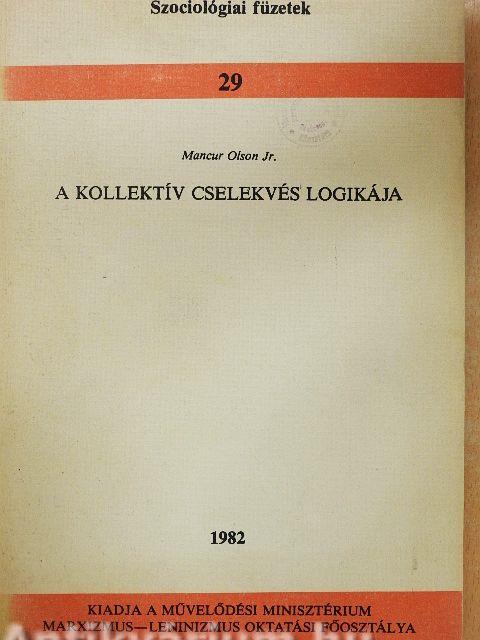 Szociológiai füzetek
29
Mancur Olson Jr.
A KOLLEKTÍV CSELEKVÉS LOGIKÁJA
1982
KIADJA A MŰVELŐDÉSI MINISZTÉRIUM
MARXIZMUS—LENINIZMUS OKTATÁSI FŐOSZTÁLYA